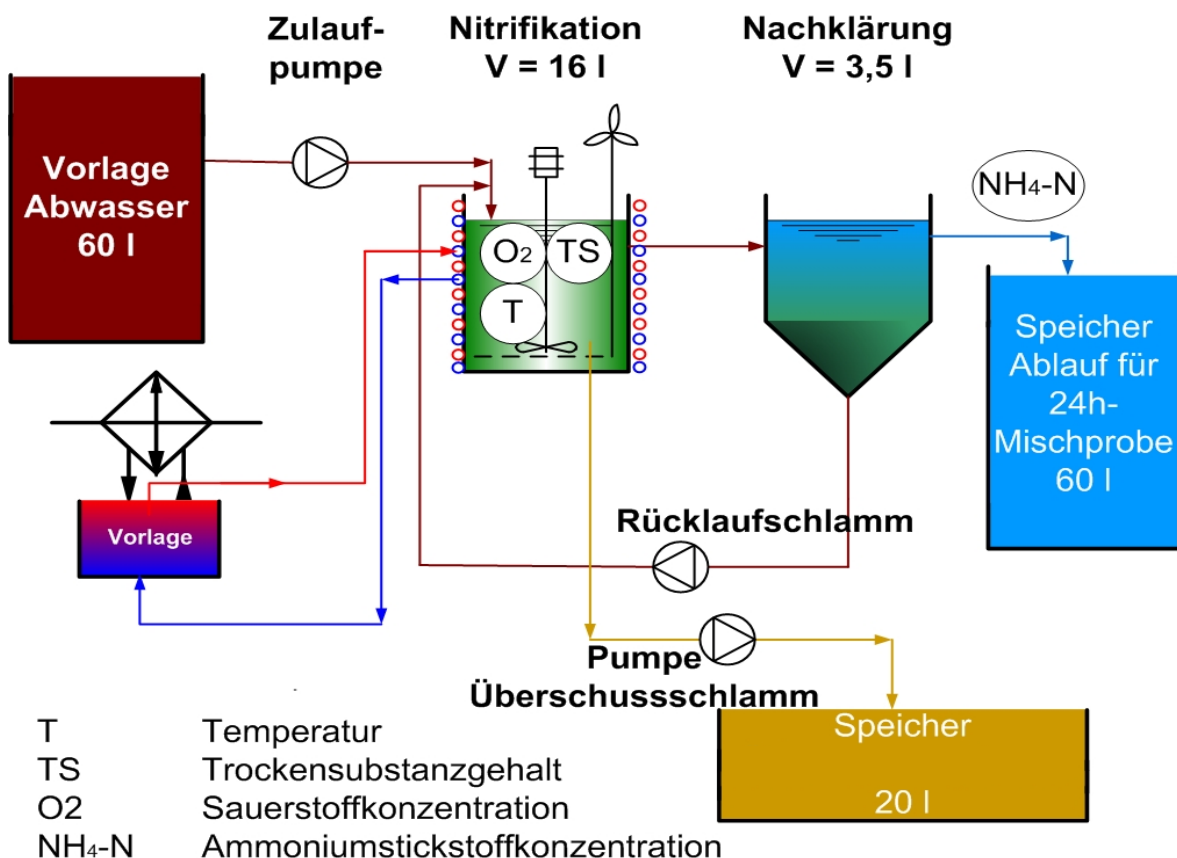 Zulauf-
pumpe
Nitrifikation
V = 16 l
Nachklärung
V = 3,5 l
Vorlage
Abwasser
60 l
O2
TS
T
NH4-N
Speicher
Ablauf für
24h-
Mischprobe
60 l
Vorlage
Rücklaufschlamm
Pumpe
Überschussschlamm
Speicher
20 l
T Temperatur
TS Trockensubstanzgehalt
O2 Sauerstoffkonzentration
NH4-N Ammoniumstickstoffkonzentration